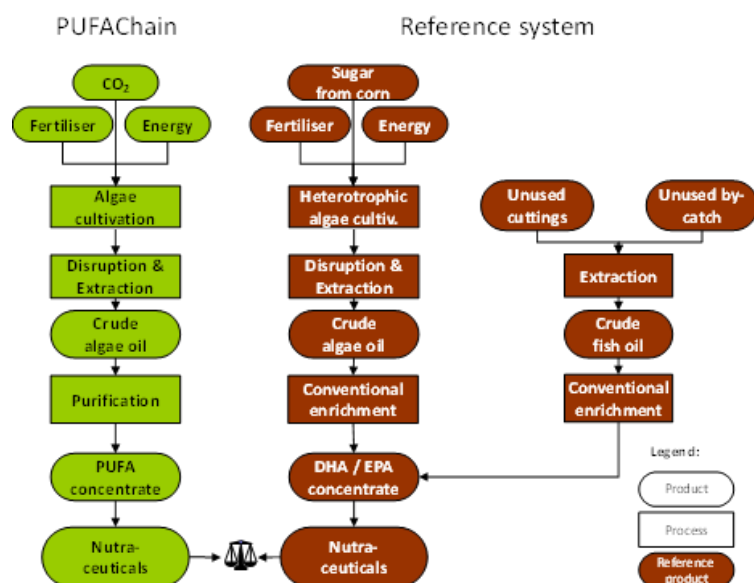 PUFAChain
Reference system
CO₂
Fertiliser
Energy
Algae
cultivation
Disruption &
Extraction
Crude
algae oil
Purification
PUFA
concentrate
Nutra-
ceuticals
Sugar
from corn
Fertiliser
Energy
Heterotrophic
algae cultiv.
Disruption &
Extraction
Crude
algae oil
Conventional
enrichment
DHA / EPA
concentrate
Nutra-
ceuticals
Unused
cuttings
Unused by-
catch
Extraction
Crude
fish oil
Conventional
enrichment
Legend:
Product
Process
Reference
product